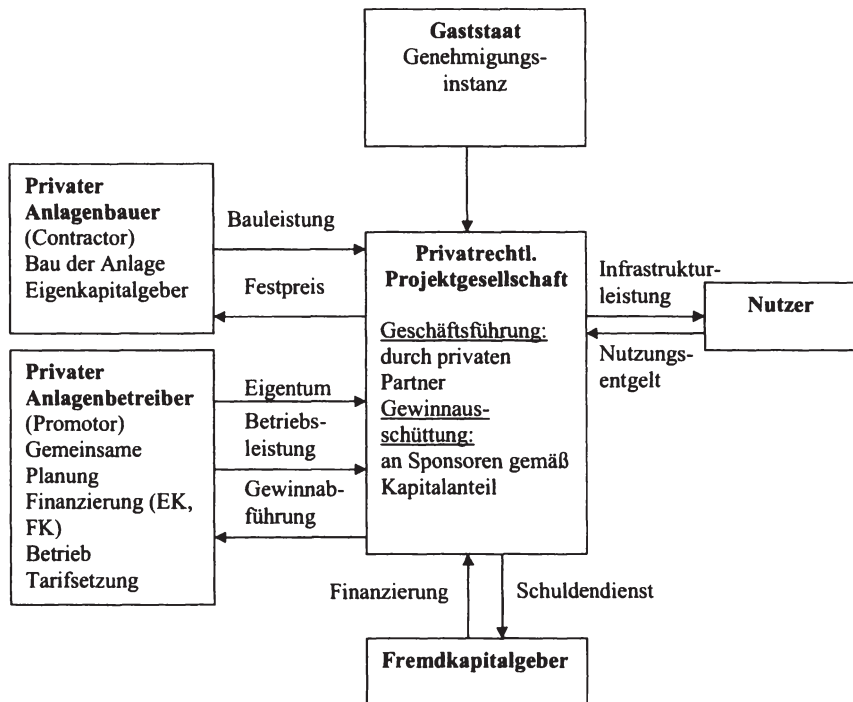 Gaststaat
Genehmigungs-
instanz
Privater
Anlagenbauer
(Contractor)
Bau der Anlage
Eigenkapitalgeber
Bauleistung
Festpreis
Privatrechtl.
Projektgesellschaft
Geschäftsführung:
durch privaten
Partner
Gewinnaus-
schüttung:
an Sponsoren gemäß
Kapitalanteil
Infrastruktur-
leistung
Nutzungs-
entgelt
Nutzer
Privater
Anlagenbetreiber
(Promotor)
Gemeinsame
Planung
Finanzierung (EK,
FK)
Betrieb
Tarifsetzung
Eigentum
Betriebs-
leistung
Gewinnab-
führung
Finanzierung
Schuldendienst
Fremdkapitalgeber